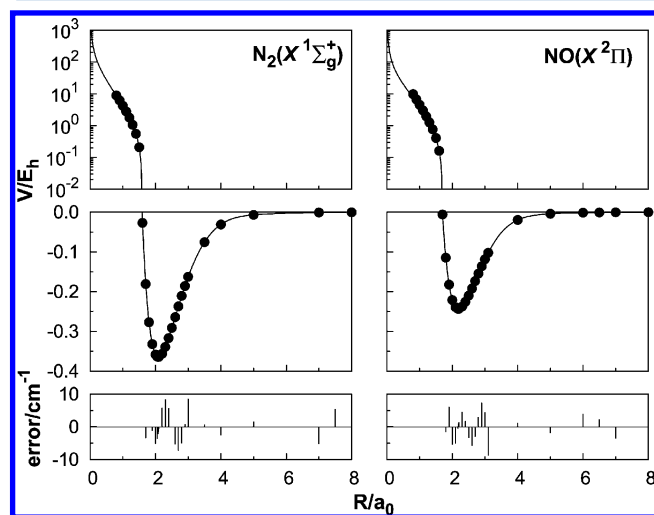 10³
10²
10¹
10⁰
10⁻¹
10⁻²
V/Eₕ
N₂(X ¹Σg⁺)
NO(X ²Π)
0.0
-0.1
-0.2
-0.3
-0.4
10
0
-10
error/cm⁻¹
0 2 4 6 8 0 2 4 6 8
R/a₀